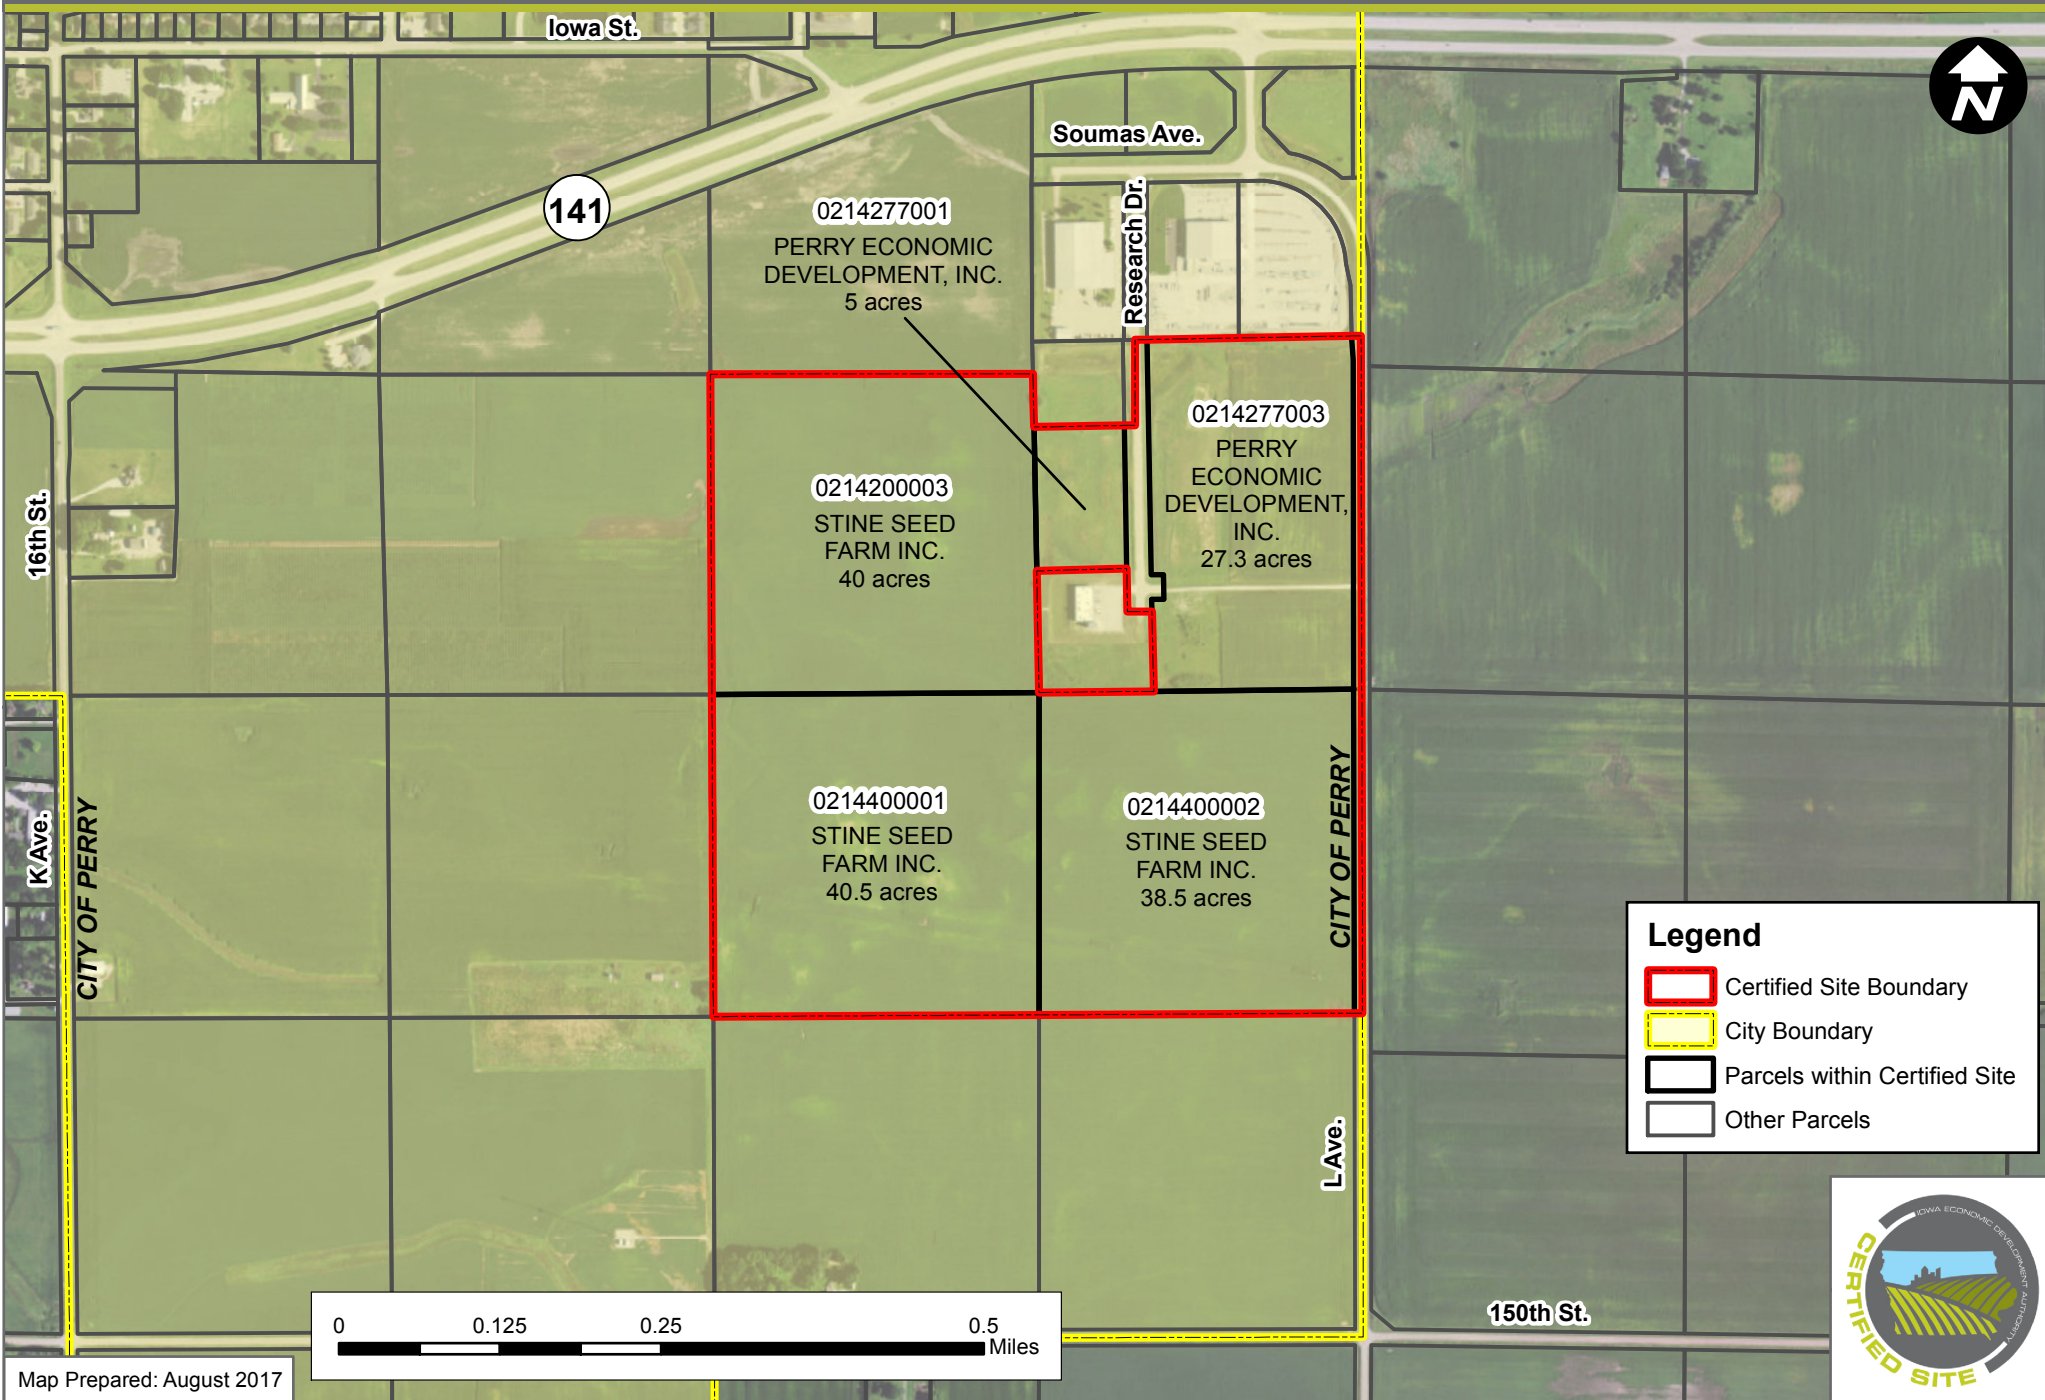 Iowa St.
Soumas Ave.
Research Dr.
141
0214277001
PERRY ECONOMIC
DEVELOPMENT, INC.
5 acres
0214277003
PERRY
ECONOMIC
DEVELOPMENT,
INC.
27.3 acres
0214200003
STINE SEED
FARM INC.
40 acres
16th St.
0214400001
STINE SEED
FARM INC.
40.5 acres
0214400002
STINE SEED
FARM INC.
38.5 acres
K Ave.
CITY OF PERRY
CITY OF PERRY
L Ave.
150th St.
N
Legend
Certified Site Boundary
City Boundary
Parcels within Certified Site
Other Parcels
0 0.125 0.25 0.5
Miles
Map Prepared: August 2017
IOWA ECONOMIC DEVELOPMENT AUTHORITY
CERTIFIED SITE